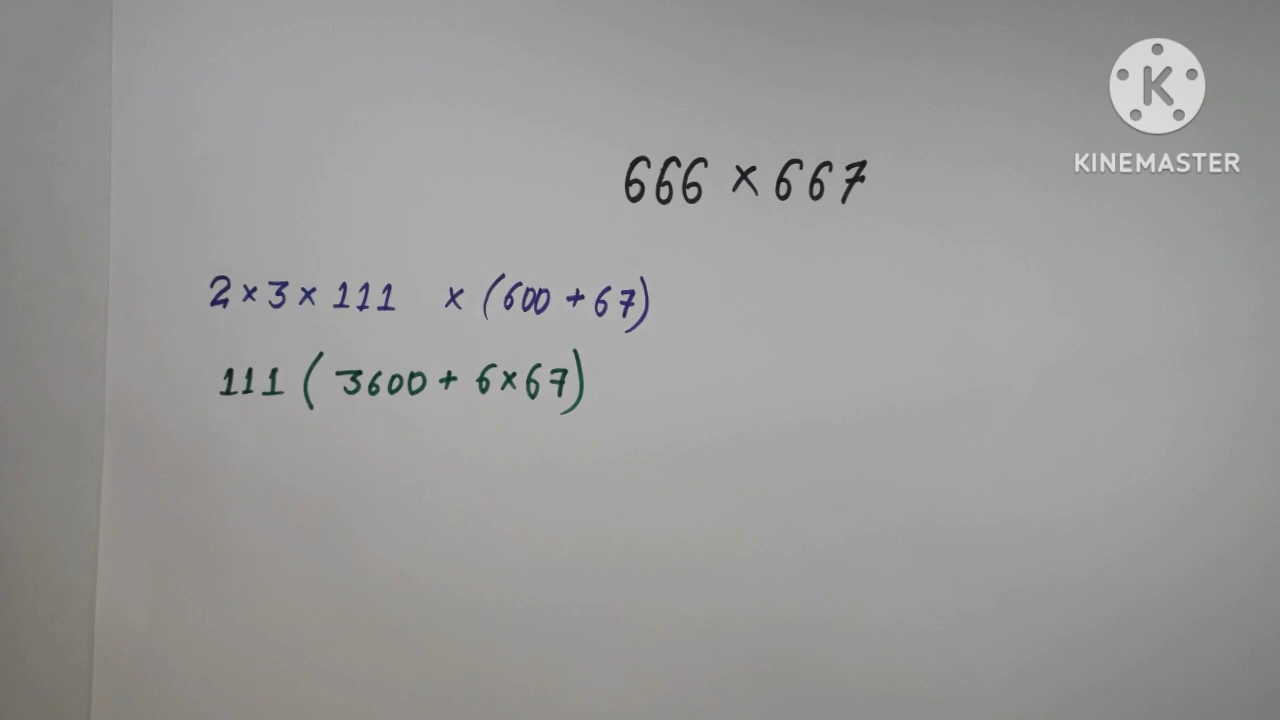 KINEMASTER
666 × 667
2 × 3 × 111 × (600 + 67)
111 ( 3600 + 6 × 67)